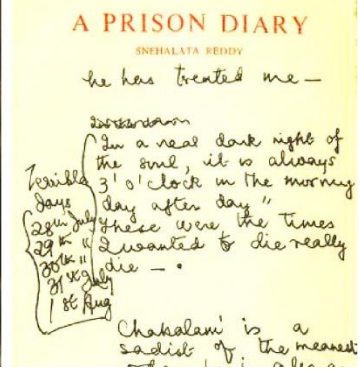 A PRISON DIARY
SNEHALATA REDDY
he has treated me —
"In a real dark night of
the soul, it is always
3 'o' clock in the morning
day after day"
These were the times
I wanted to die really
die — .
Terrible
days
28th July
29th "
30th "
31st July
1st Aug
Chakalam' is a
sadist of the meanest